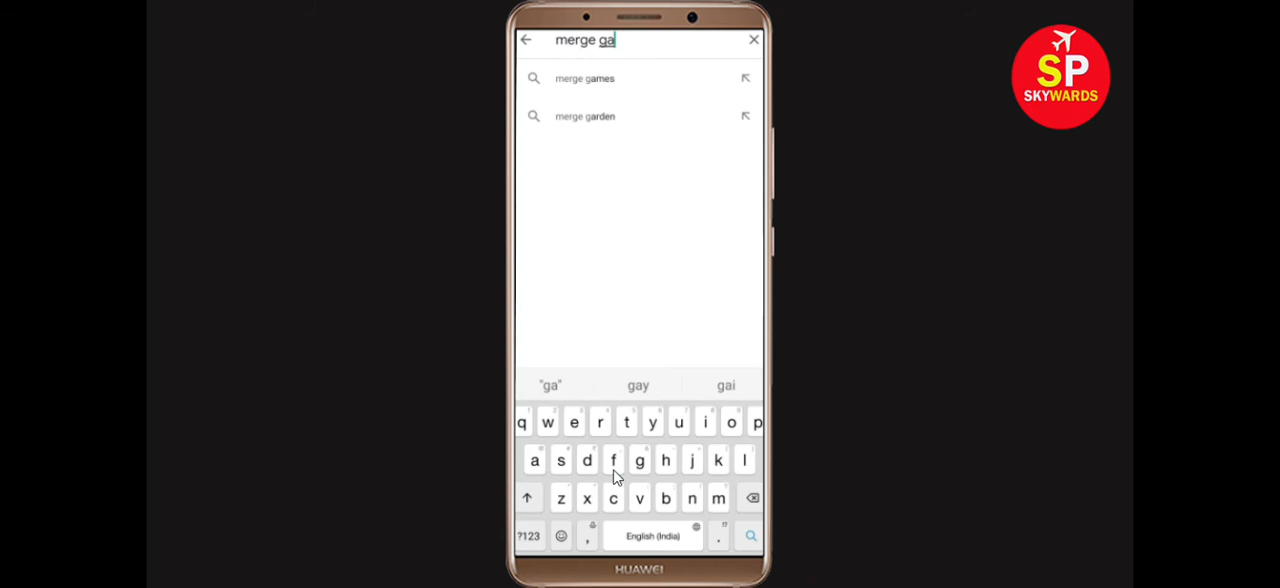 merge ga
merge games
merge garden
"ga" gay gai
q w e r t y u i o p
a s d f g h j k l
z x c v b n m
?123 , English (India) .
HUAWEI
SP
SKYWARDS